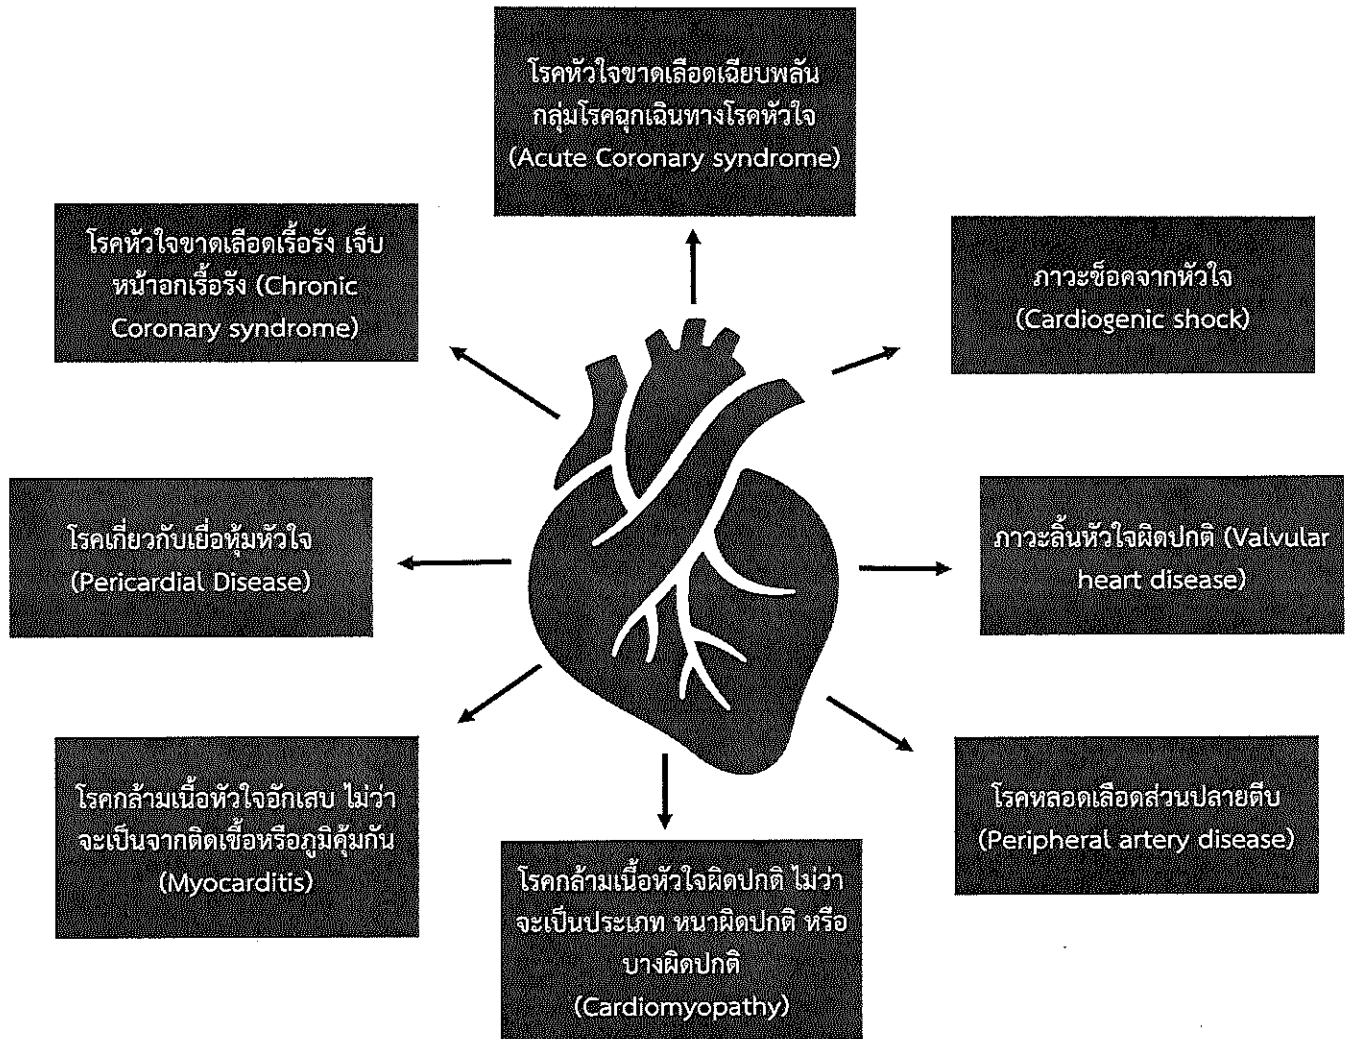 โรคหัวใจขาดเลือดเฉียบพลัน
กลุ่มโรคฉุกเฉินทางโรคหัวใจ
(Acute Coronary syndrome)
โรคหัวใจขาดเลือดเรื้อรัง เจ็บ
หน้าอกเรื้อรัง (Chronic
Coronary syndrome)
ภาวะช็อคจากหัวใจ
(Cardiogenic shock)
โรคเกี่ยวกับเยื่อหุ้มหัวใจ
(Pericardial Disease)
ภาวะลิ้นหัวใจผิดปกติ (Valvular
heart disease)
โรคกล้ามเนื้อหัวใจอักเสบ ไม่ว่า
จะเป็นจากติดเชื้อหรือภูมิคุ้มกัน
(Myocarditis)
โรคหลอดเลือดส่วนปลายตีบ
(Peripheral artery disease)
โรคกล้ามเนื้อหัวใจผิดปกติ ไม่ว่า
จะเป็นประเภท หนาผิดปกติ หรือ
บางผิดปกติ
(Cardiomyopathy)